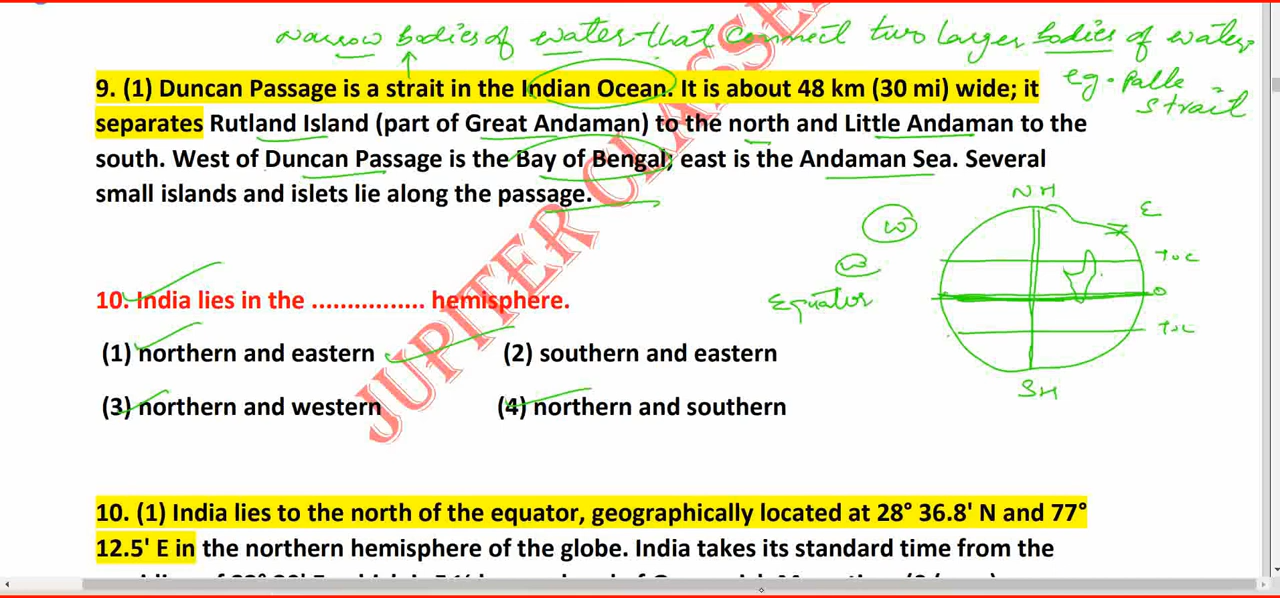 Narrow bodies of water that connect two larger bodies of water.
eg. Palk
strait
9. (1) Duncan Passage is a strait in the Indian Ocean. It is about 48 km (30 mi) wide; it
separates Rutland Island (part of Great Andaman) to the north and Little Andaman to the
south. West of Duncan Passage is the Bay of Bengal; east is the Andaman Sea. Several
small islands and islets lie along the passage.
NH
E
W
W
T.o.C
10. India lies in the ................ hemisphere.
Equator
0
T.o.C
(1) northern and eastern (2) southern and eastern
SH
(3) northern and western (4) northern and southern
JUPITER CLASSES
10. (1) India lies to the north of the equator, geographically located at 28° 36.8' N and 77°
12.5' E in the northern hemisphere of the globe. India takes its standard time from the